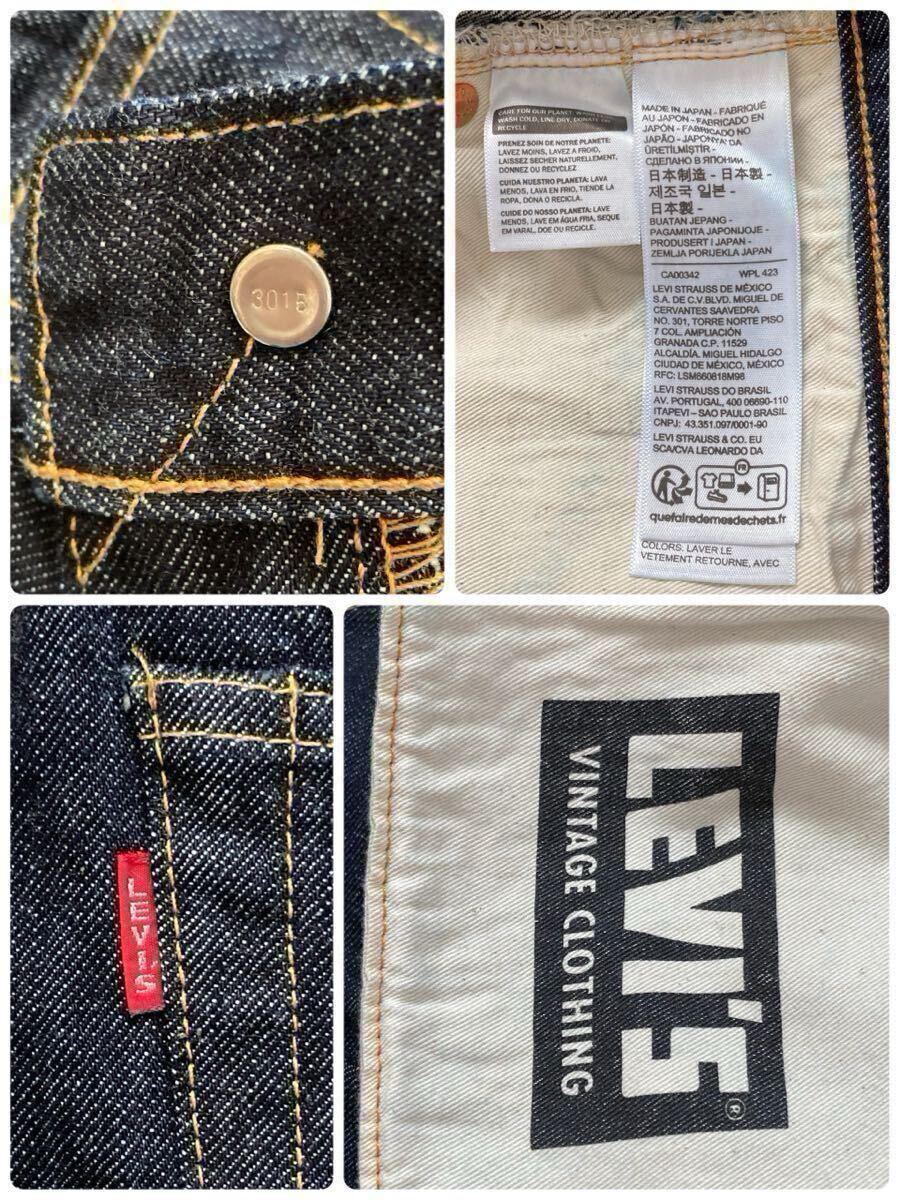 3015
CARE FOR OUR PLANET:
WASH COLD, LINE DRY, DONATE OR
RECYCLE
PRENEZ SOIN DE NOTRE PLANETE:
LAVEZ MOINS, LAVEZ A FROID,
LAISSEZ SECHER NATURELLEMENT,
DONNEZ OU RECYCLEZ
CUIDA NUESTRO PLANETA: LAVA
MENOS, LAVA EN FRIO, TIENDE LA
ROPA, DONA O RECICLA.
CUIDE DO NOSSO PLANETA: LAVE
MENOS, LAVE EM ÁGUA FRIA, SEQUE
EM VARAL, DOE OU RECICLE.
MADE IN JAPAN - FABRIQUÉ
AU JAPON - FABRICADO EN
JAPÓN - FABRICADO NO
JAPÃO - JAPONYA'DA
ÜRETİLMİŞTİR -
СДЕЛАНО В ЯПОНИИ -
日本制造 - 日本製 -
제조국 일본 -
日本製 -
BUATAN JEPANG -
PAGAMINTA JAPONIJOJE -
PRODUSERT I JAPAN -
ZEMLJA PORIJEKLA JAPAN
CA00342 WPL 423
LEVI STRAUSS DE MÉXICO
S.A. DE C.V.BLVD. MIGUEL DE
CERVANTES SAAVEDRA
NO. 301, TORRE NORTE PISO
7 COL. AMPLIACIÓN
GRANADA C.P. 11529
ALCALDÍA. MIGUEL HIDALGO
CIUDAD DE MÉXICO, MÉXICO
RFC: LSM660818M98
LEVI STRAUSS DO BRASIL
AV. PORTUGAL, 400 06690-110
ITAPEVI – SAO PAULO BRASIL
CNPJ: 43.351.097/0001-90
LEVI STRAUSS & CO. EU
SCA/CVA LEONARDO DA
FR
quefairedemesdechets.fr
COLORS: LAVER LE
VETEMENT RETOURNE, AVEC
LEVI'S
LEVI'S®
VINTAGE CLOTHING